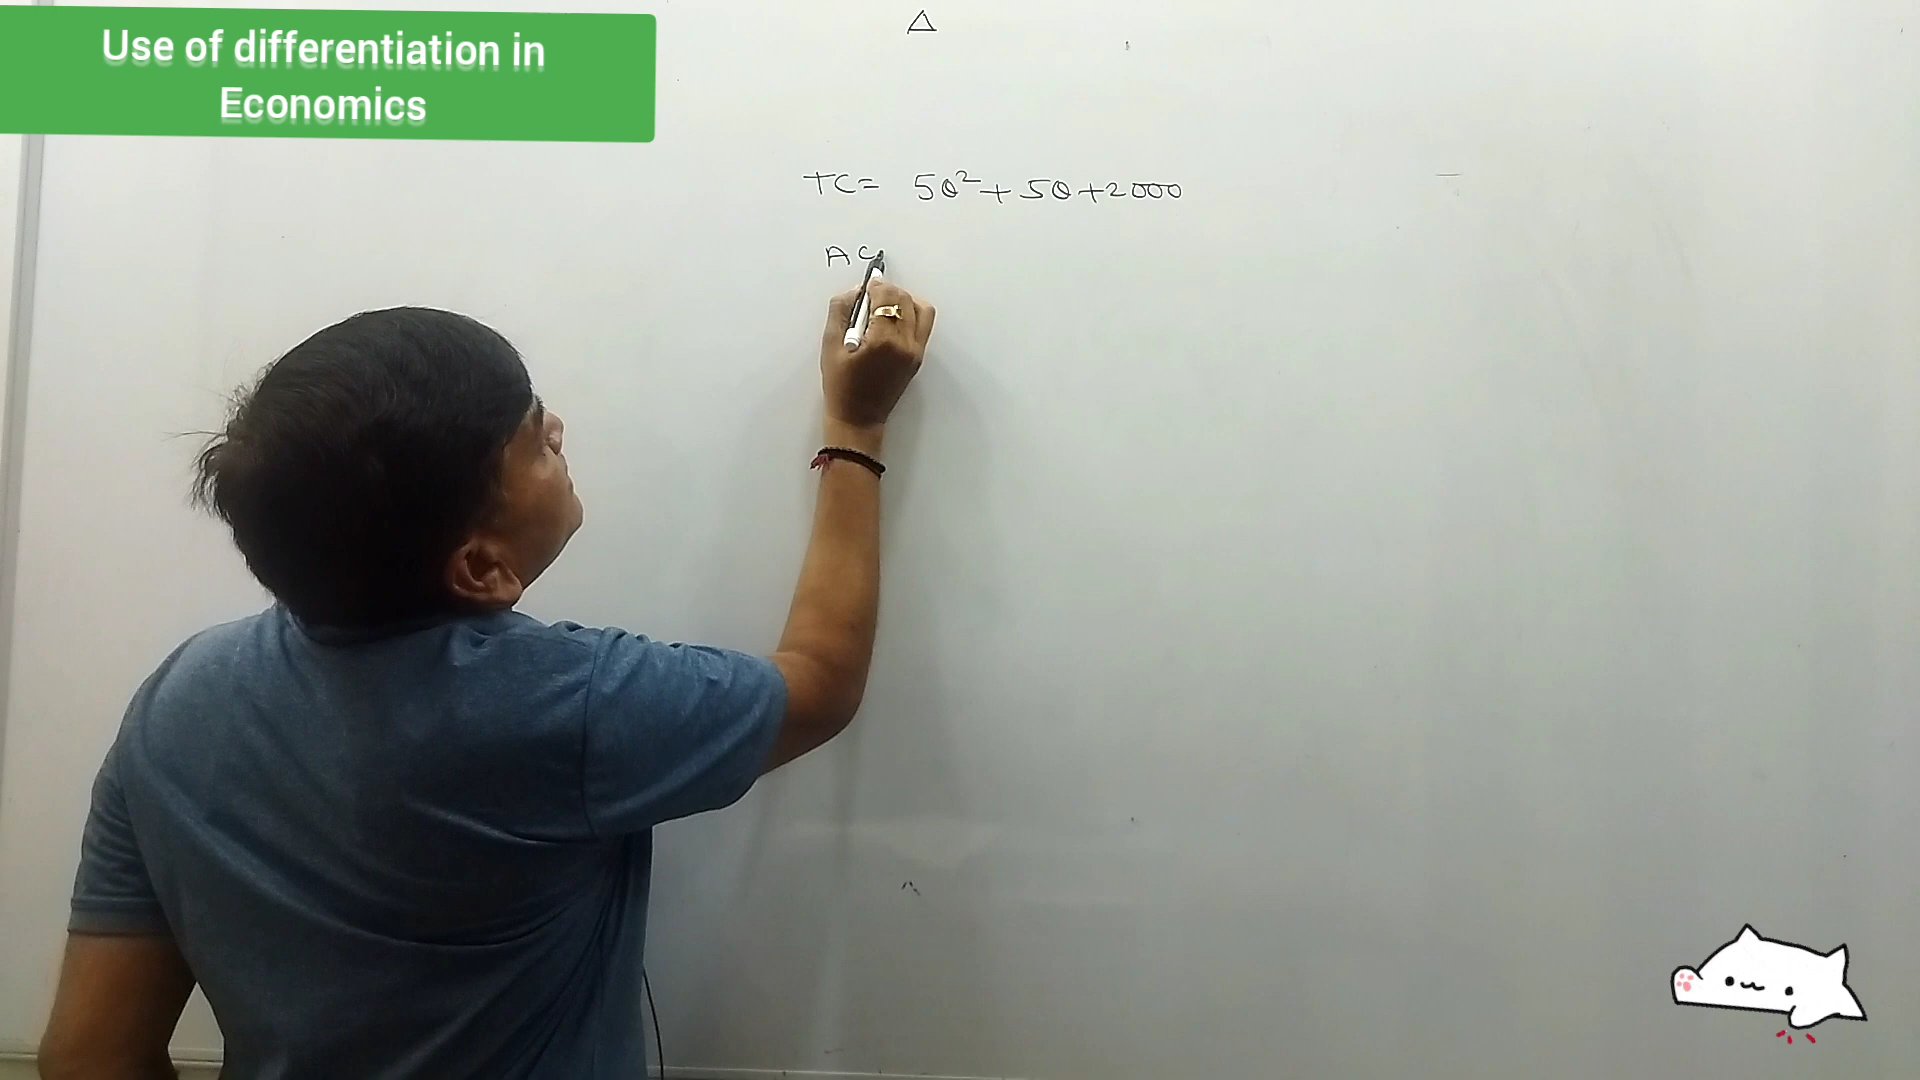 Use of differentiation in
Economics
Δ
TC= 5Q²+5Q+2000
AC